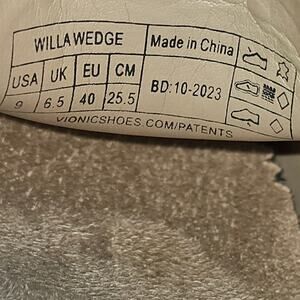 WILLA WEDGE
Made in China
USA UK EU CM
9 6.5 40 25.5
BD:10-2023
VIONICSHOES.COM/PATENTS